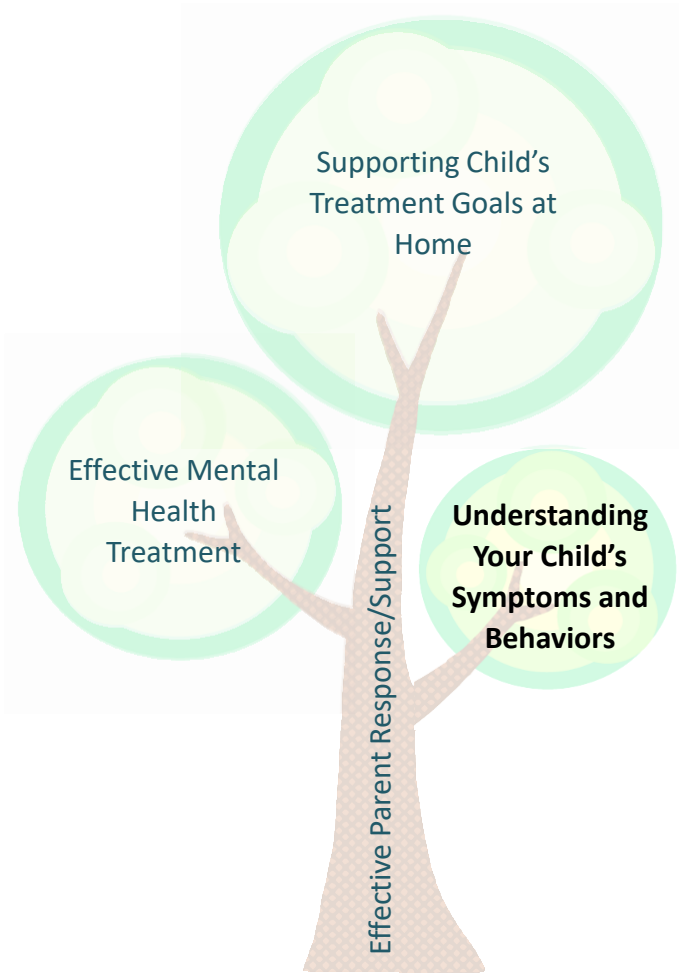 Supporting Child’s
Treatment Goals at
Home
Effective Mental
Health
Treatment
Understanding
Your Child’s
Symptoms and
Behaviors
Effective Parent Response/Support